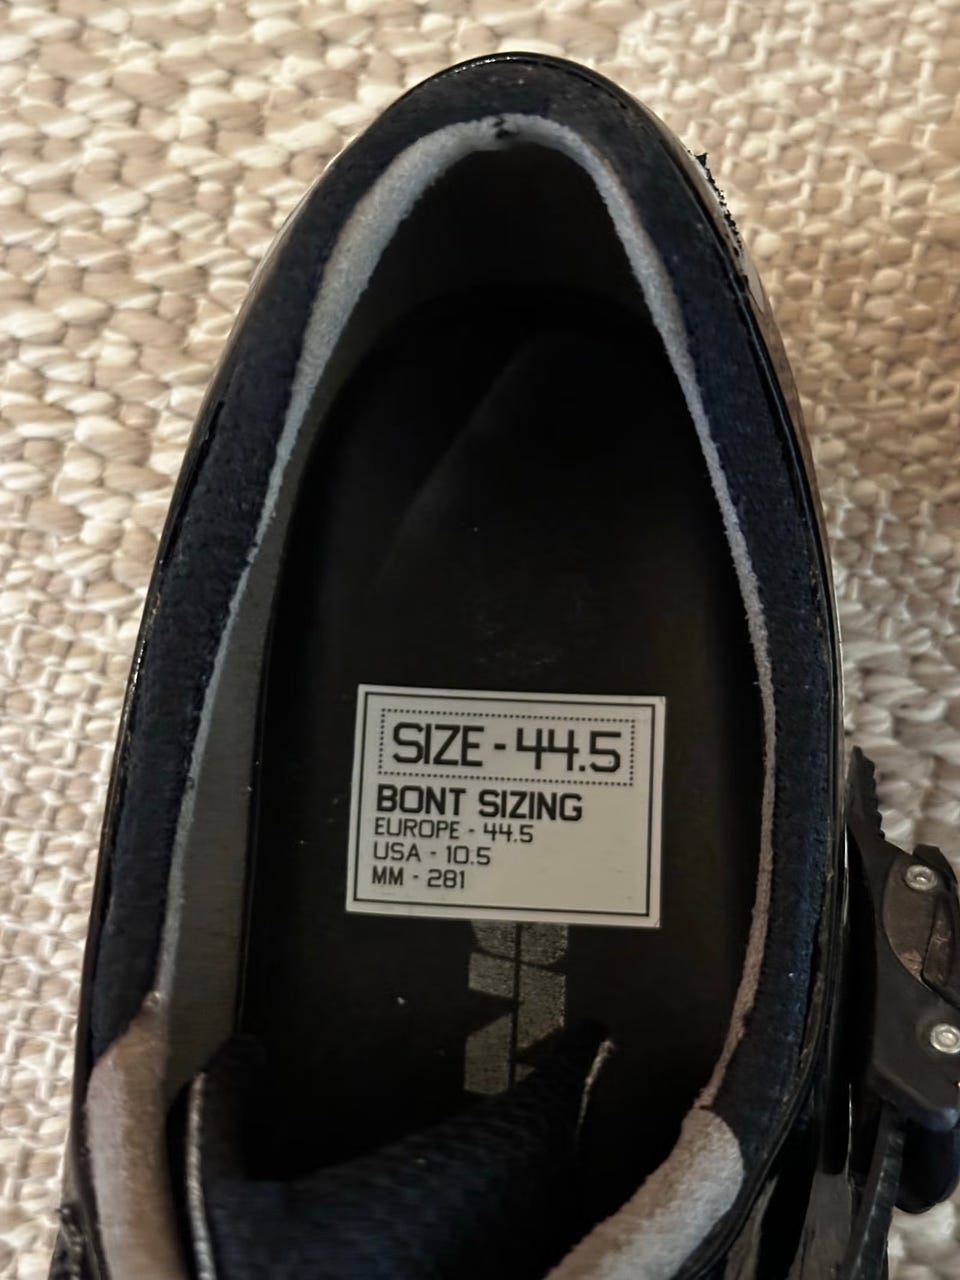 SIZE - 44.5
BONT SIZING
EUROPE - 44.5
USA - 10.5
MM - 281